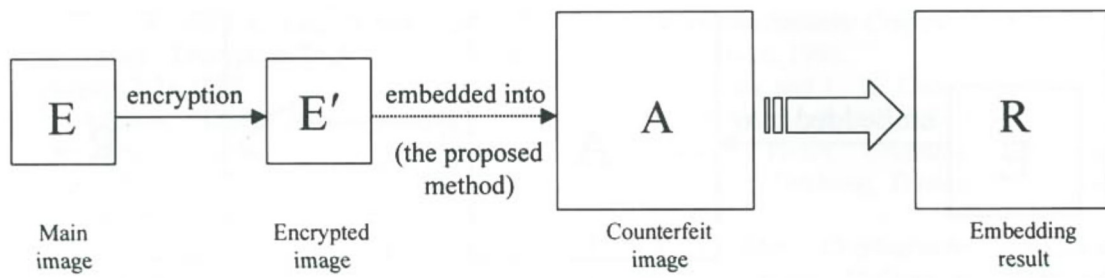 E
encryption
E'
embedded into
(the proposed
method)
A
R
Main
image
Encrypted
image
Counterfeit
image
Embedding
result